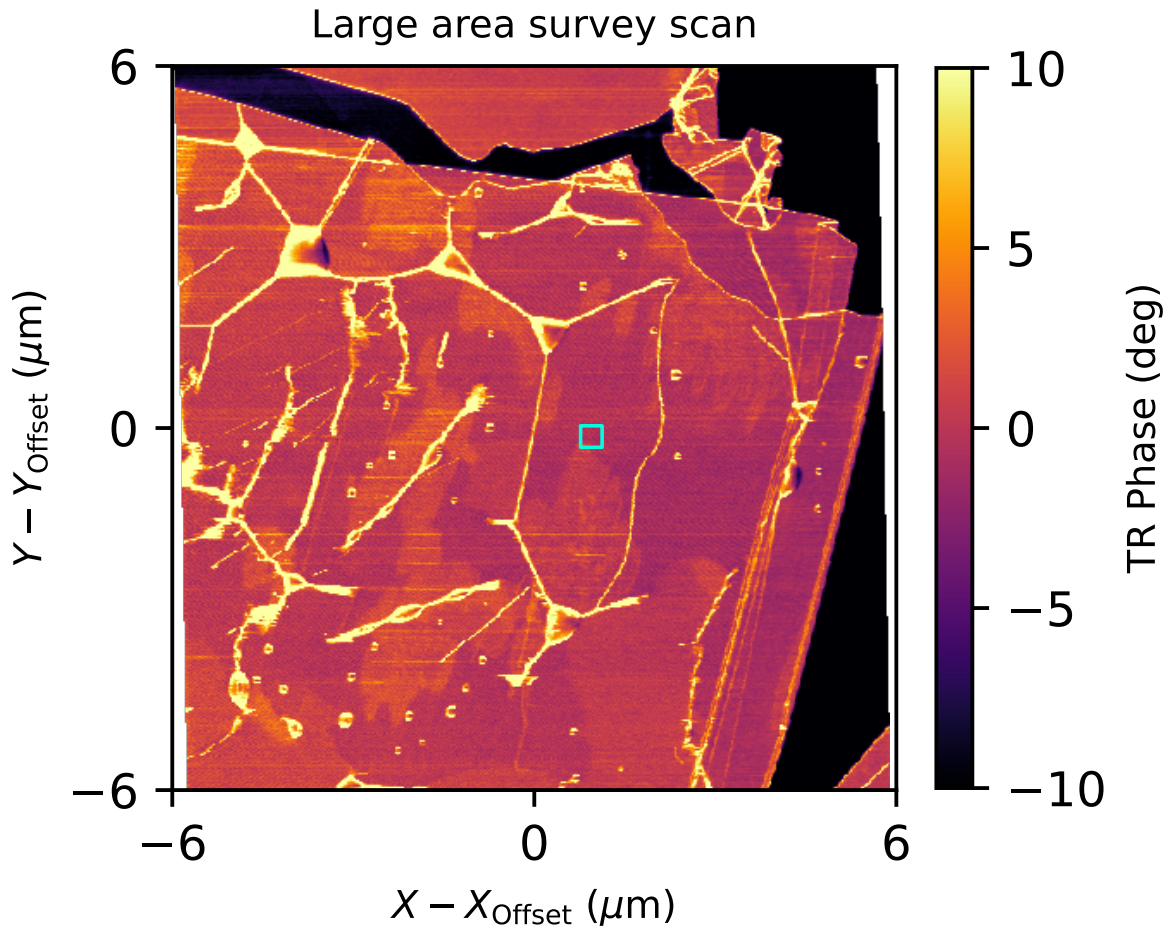 Large area survey scan
6
0
−6
−6
0
6
Y − Y_Offset (μm)
X − X_Offset (μm)
10
5
0
−5
−10
TR Phase (deg)